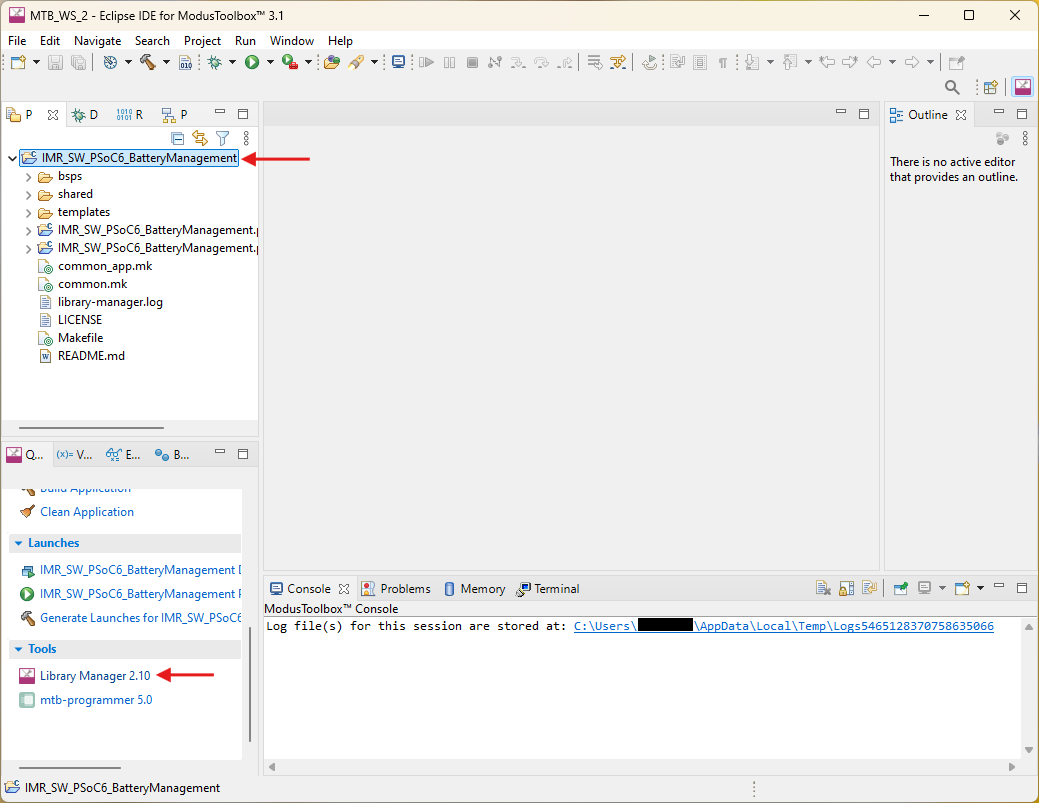 MTB_WS_2 - Eclipse IDE for ModusToolbox™ 3.1
File Edit Navigate Search Project Run Window Help
P D R P
IMR_SW_PSoC6_BatteryManagement
bsps
shared
templates
IMR_SW_PSoC6_BatteryManagement.p
IMR_SW_PSoC6_BatteryManagement.p
common_app.mk
common.mk
library-manager.log
LICENSE
Makefile
README.md
Outline
There is no active editor
that provides an outline.
Q... (x)= V... E... B...
Build Application
Clean Application
Launches
IMR_SW_PSoC6_BatteryManagement D
IMR_SW_PSoC6_BatteryManagement P
Generate Launches for IMR_SW_PSoC6
Tools
Library Manager 2.10
mtb-programmer 5.0
Console Problems Memory Terminal
ModusToolbox™ Console
Log file(s) for this session are stored at: C:\Users\ \AppData\Local\Temp\Logs5465128370758635066
IMR_SW_PSoC6_BatteryManagement